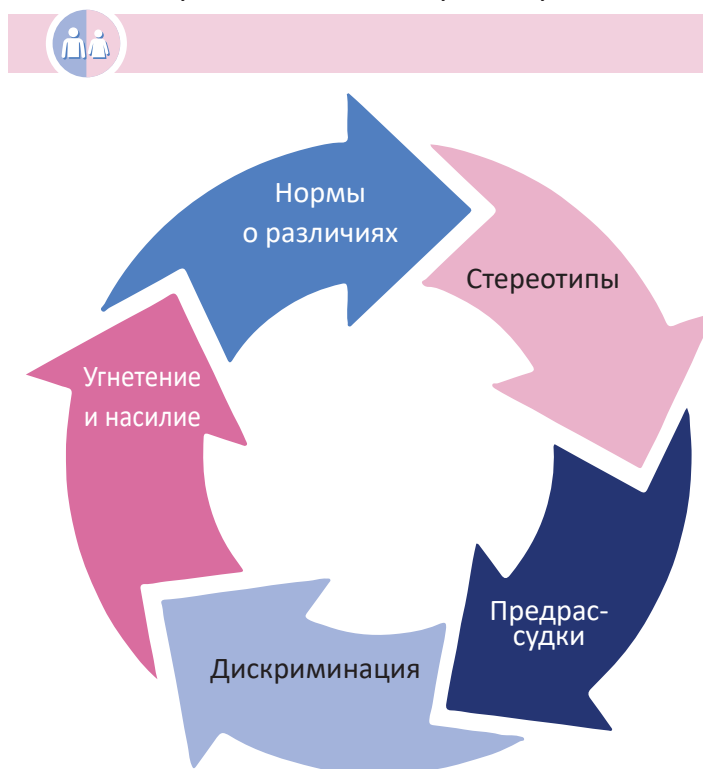 Нормы
о различиях
Стереотипы
Предрас-
судки
Дискриминация
Угнетение
и насилие